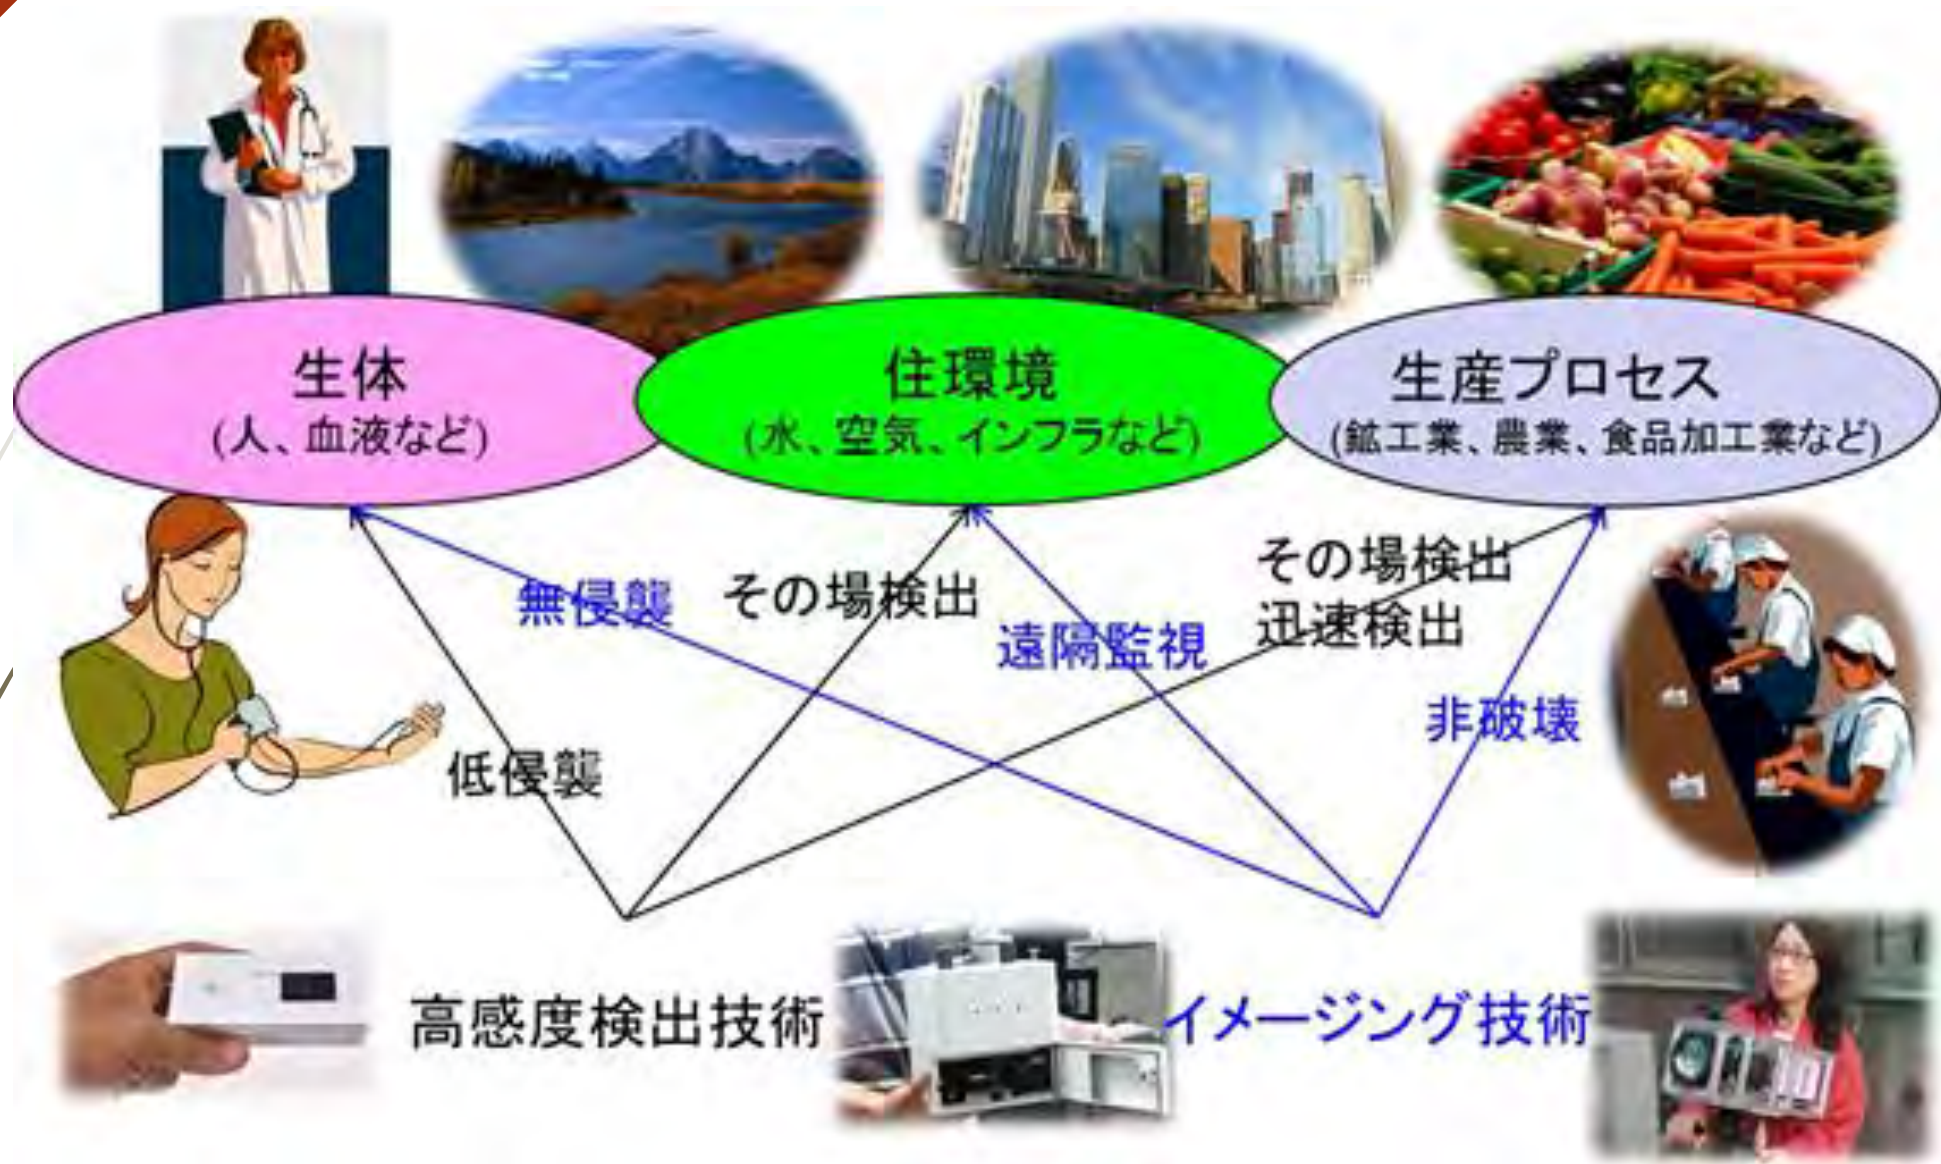 生体
(人、血液など)
住環境
(水、空気、インフラなど)
生産プロセス
(鉱工業、農業、食品加工業など)
無侵襲
その場検出
遠隔監視
その場検出
迅速検出
非破壊
低侵襲
高感度検出技術
イメージング技術